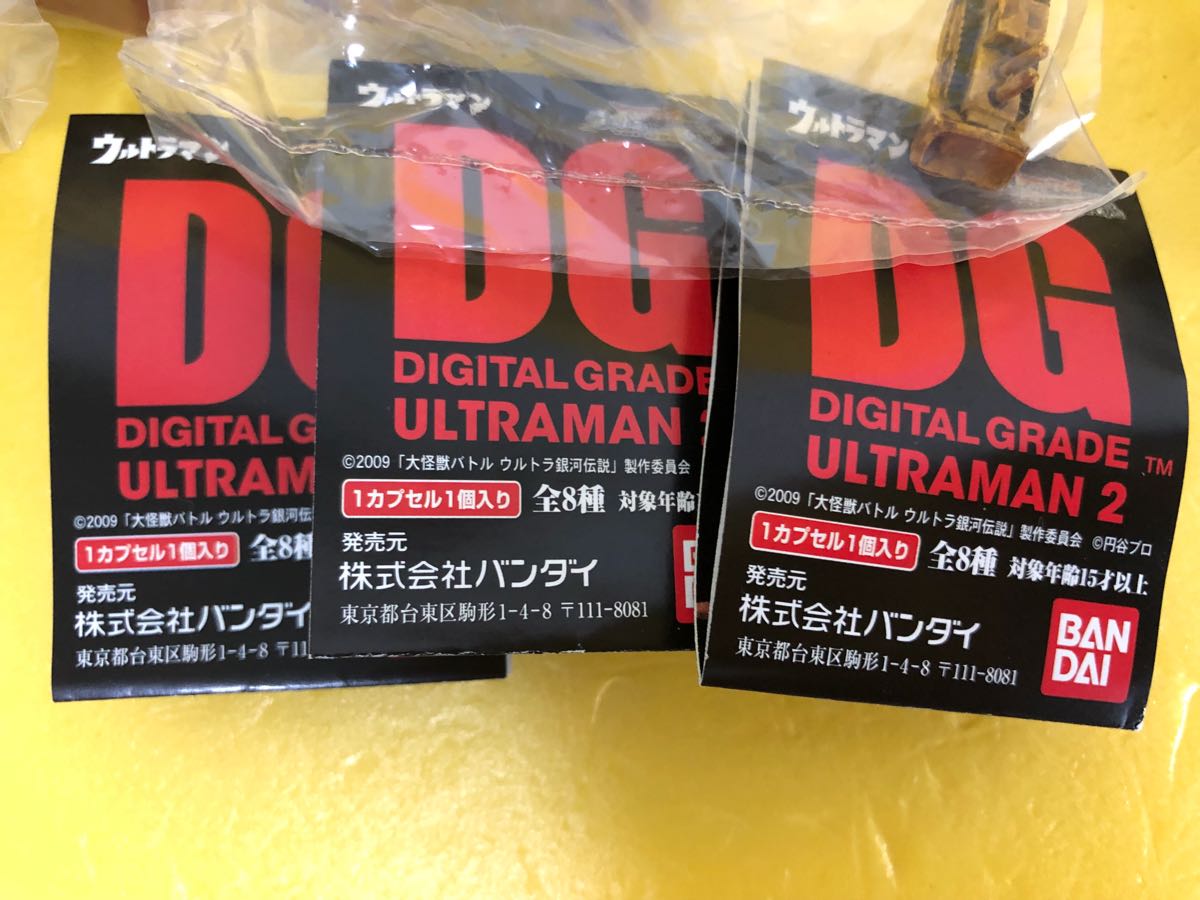 ウルトラマン
DG
DIGITAL G
ULTRAM
©2009「大怪獣バトル ウルトラ銀河伝説」
1カプセル1個入り 全8種
発売元
株式会社バンダイ
東京都台東区駒形1-4-8 〒11
ウルトラマン
DG
DIGITAL GRADE
ULTRAMAN
©2009「大怪獣バトル ウルトラ銀河伝説」製作委員会
1カプセル1個入り 全8種 対象年齢
発売元
株式会社バンダイ
東京都台東区駒形1-4-8 〒111-8081
ウルトラマン
DG
DIGITAL GRADE TM
ULTRAMAN 2
©2009「大怪獣バトル ウルトラ銀河伝説」製作委員会 ©円谷プロ
1カプセル1個入り 全8種 対象年齢15才以上
発売元
株式会社バンダイ
東京都台東区駒形1-4-8 〒111-8081
BAN
DAI